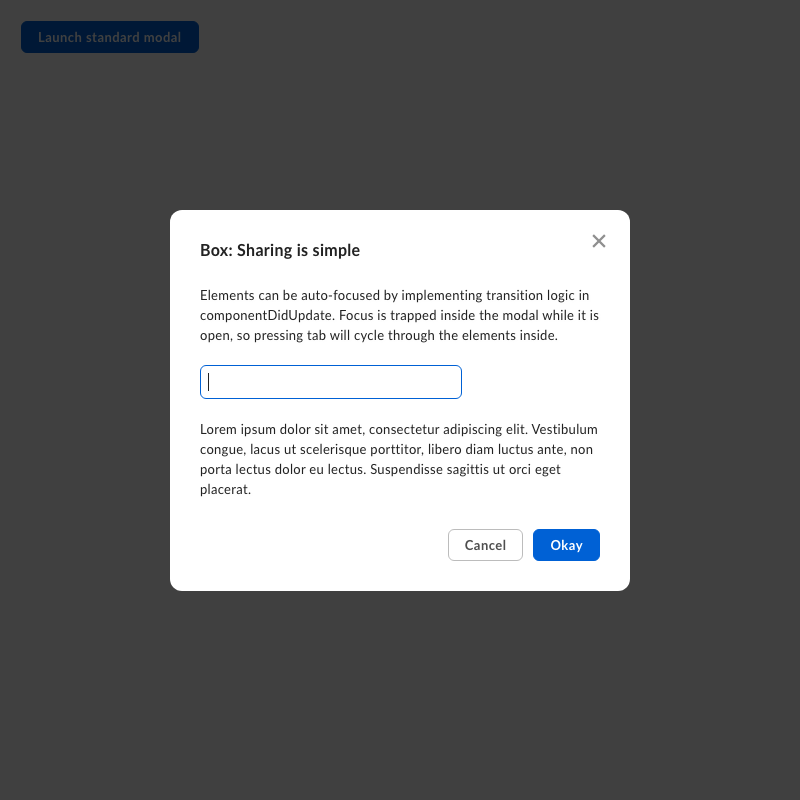 Launch standard modal
Box: Sharing is simple
Elements can be auto-focused by implementing transition logic in
componentDidUpdate. Focus is trapped inside the modal while it is
open, so pressing tab will cycle through the elements inside.
Lorem ipsum dolor sit amet, consectetur adipiscing elit. Vestibulum
congue, lacus ut scelerisque porttitor, libero diam luctus ante, non
porta lectus dolor eu lectus. Suspendisse sagittis ut orci eget
placerat.
Cancel
Okay